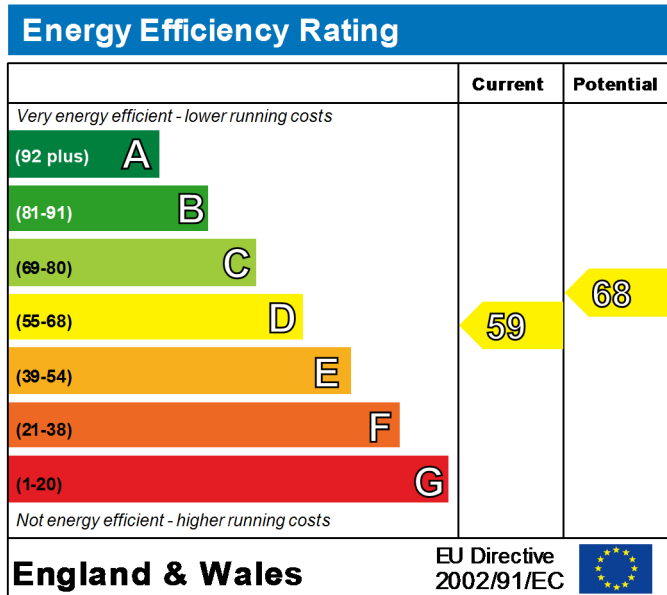 Energy Efficiency Rating
Current Potential
Very energy efficient - lower running costs
(92 plus) A
(81-91) B
(69-80) C
(55-68) D
(39-54) E
(21-38) F
(1-20) G
59
68
Not energy efficient - higher running costs
England & Wales
EU Directive
2002/91/EC